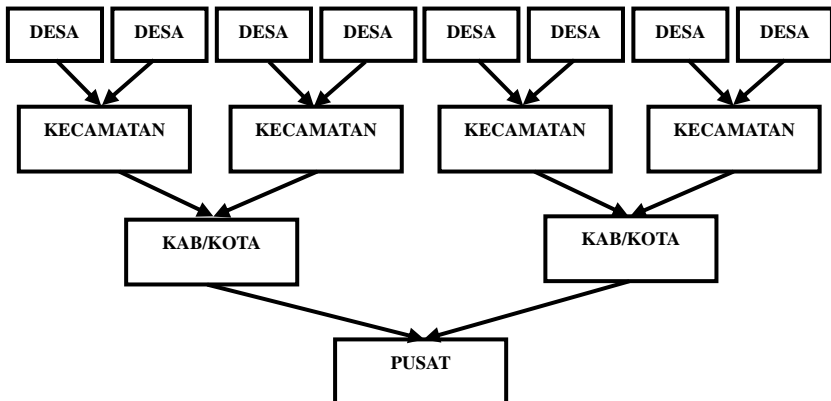 DESA DESA DESA DESA DESA DESA DESA DESA
KECAMATAN KECAMATAN KECAMATAN KECAMATAN
KAB/KOTA KAB/KOTA
PUSAT